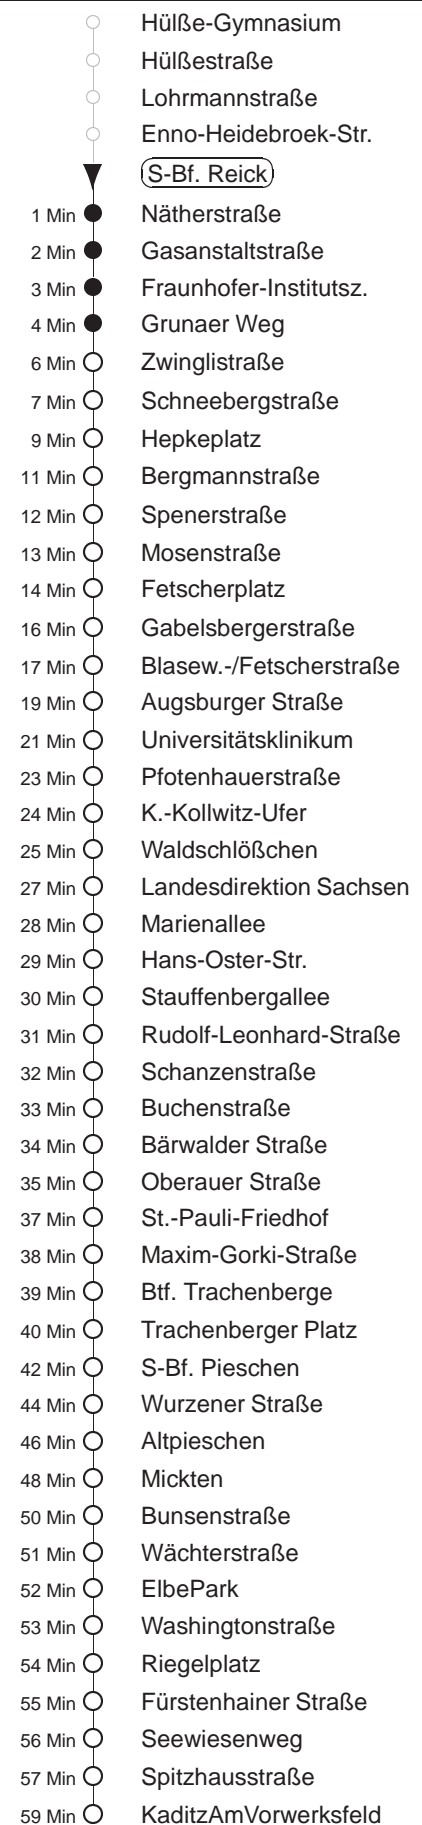 Hülße-Gymnasium
Hülßestraße
Lohrmannstraße
Enno-Heidebroek-Str.
S-Bf. Reick
1 Min Nätherstraße
2 Min Gasanstaltstraße
3 Min Fraunhofer-Institutsz.
4 Min Grunaer Weg
6 Min Zwinglistraße
7 Min Schneebergstraße
9 Min Hepkeplatz
11 Min Bergmannstraße
12 Min Spenerstraße
13 Min Mosenstraße
14 Min Fetscherplatz
16 Min Gabelsbergerstraße
17 Min Blasew.-/Fetscherstraße
19 Min Augsburger Straße
21 Min Universitätsklinikum
23 Min Pfotenhauerstraße
24 Min K.-Kollwitz-Ufer
25 Min Waldschlößchen
27 Min Landesdirektion Sachsen
28 Min Marienallee
29 Min Hans-Oster-Str.
30 Min Stauffenbergallee
31 Min Rudolf-Leonhard-Straße
32 Min Schanzenstraße
33 Min Buchenstraße
34 Min Bärwalder Straße
35 Min Oberauer Straße
37 Min St.-Pauli-Friedhof
38 Min Maxim-Gorki-Straße
39 Min Btf. Trachenberge
40 Min Trachenberger Platz
42 Min S-Bf. Pieschen
44 Min Wurzener Straße
46 Min Altpieschen
48 Min Mickten
50 Min Bunsenstraße
51 Min Wächterstraße
52 Min ElbePark
53 Min Washingtonstraße
54 Min Riegelplatz
55 Min Fürstenhainer Straße
56 Min Seewiesenweg
57 Min Spitzhausstraße
59 Min KaditzAmVorwerksfeld